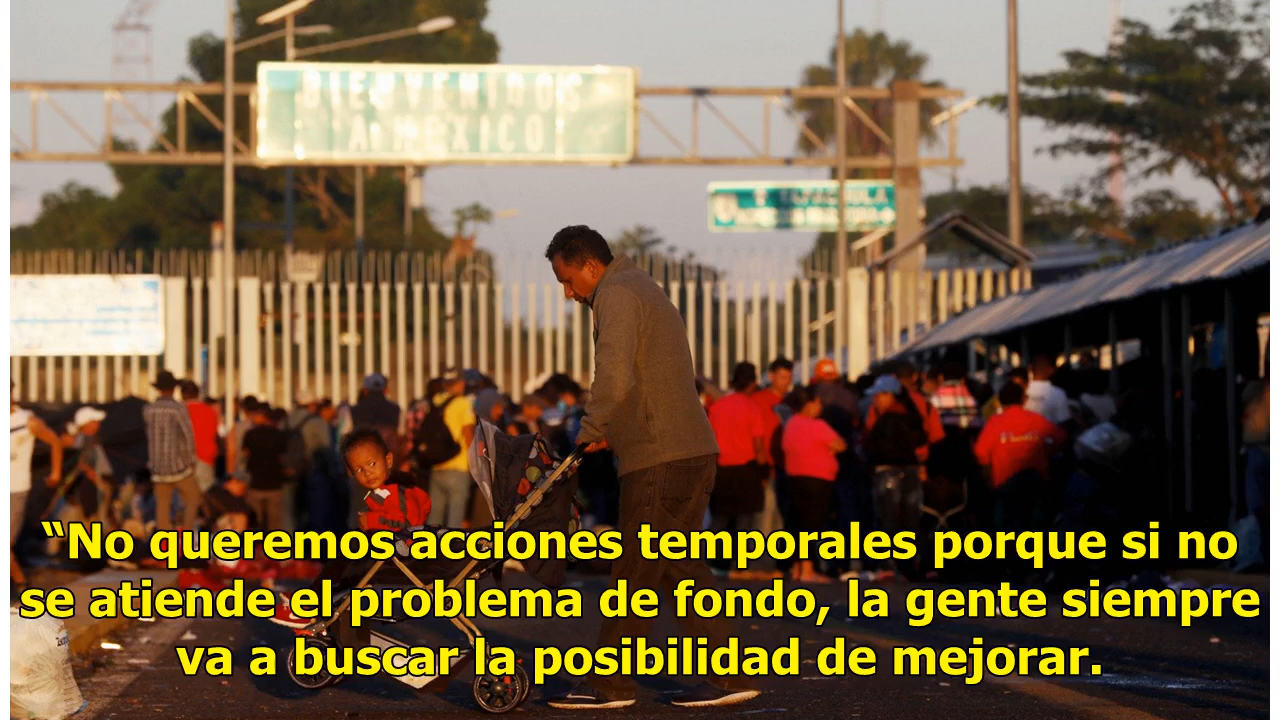 BIENVENIDOS
A MEXICO
TAPACHULA
“No queremos acciones temporales porque si no
se atiende el problema de fondo, la gente siempre
va a buscar la posibilidad de mejorar.